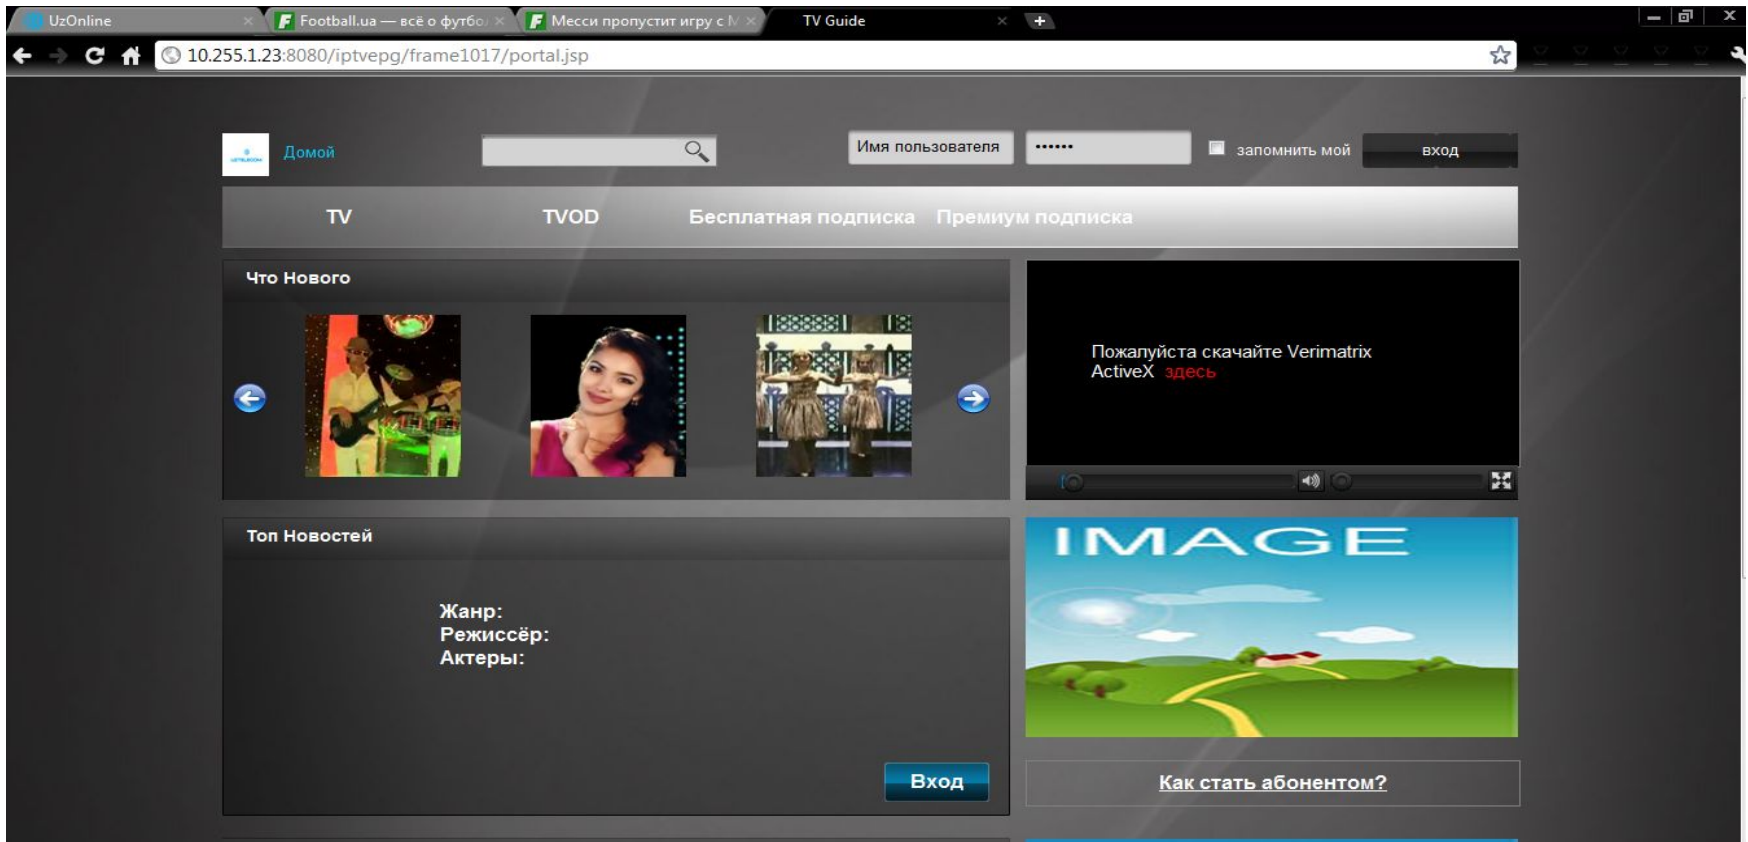 UzOnline
Football.ua — всё о футбо
Месси пропустит игру с М
TV Guide
10.255.1.23:8080/iptvepg/frame1017/portal.jsp
Домой
Имя пользователя
••••••
запомнить мой
вход
TV
TVOD
Бесплатная подписка
Премиум подписка
Что Нового
Пожалуйста скачайте Verimatrix
ActiveX здесь
Топ Новостей
IMAGE
Жанр:
Режиссёр:
Актеры:
Вход
Как стать абонентом?